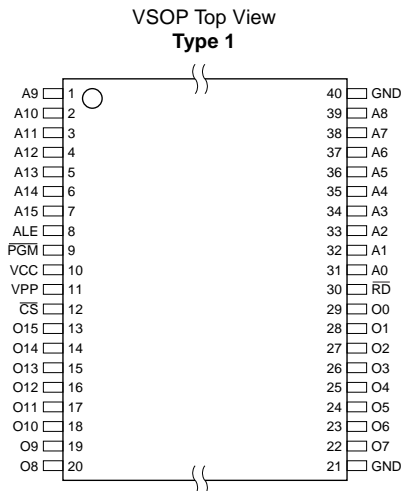 VSOP Top View
Type 1
A9 1 40 GND
A10 2 39 A8
A11 3 38 A7
A12 4 37 A6
A13 5 36 A5
A14 6 35 A4
A15 7 34 A3
ALE 8 33 A2
PGM 9 32 A1
VCC 10 31 A0
VPP 11 30 RD
CS 12 29 O0
O15 13 28 O1
O14 14 27 O2
O13 15 26 O3
O12 16 25 O4
O11 17 24 O5
O10 18 23 O6
O9 19 22 O7
O8 20 21 GND